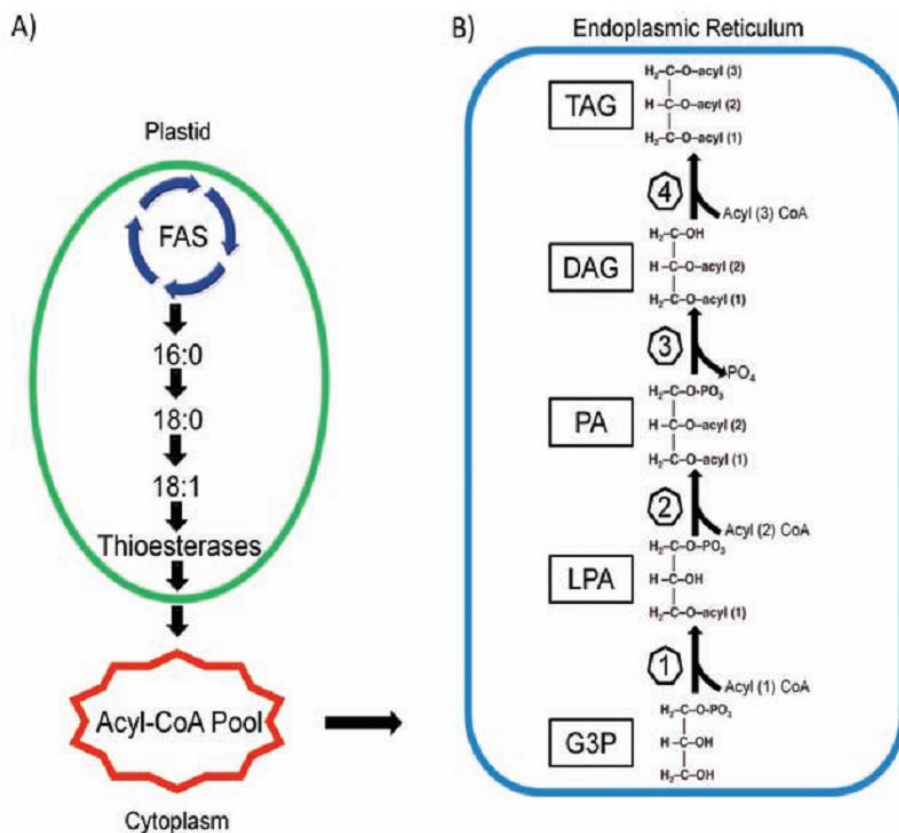 A)
Plastid
FAS
16:0
18:0
18:1
Thioesterases
Acyl-CoA Pool
Cytoplasm
B)
Endoplasmic Reticulum
TAG
H₂–C–O–acyl (3)
H–C–O–acyl (2)
H₂–C–O–acyl (1)
4
Acyl (3) CoA
DAG
H₂–C–OH
H–C–O–acyl (2)
H₂–C–O–acyl (1)
3
PO₄
PA
H₂–C–O-PO₃
H–C–O–acyl (2)
H₂–C–O–acyl (1)
2
Acyl (2) CoA
LPA
H₂–C–O–PO₃
H–C–OH
H₂–C–O–acyl (1)
1
Acyl (1) CoA
G3P
H₂–C–O–PO₃
H–C–OH
H₂–C–OH